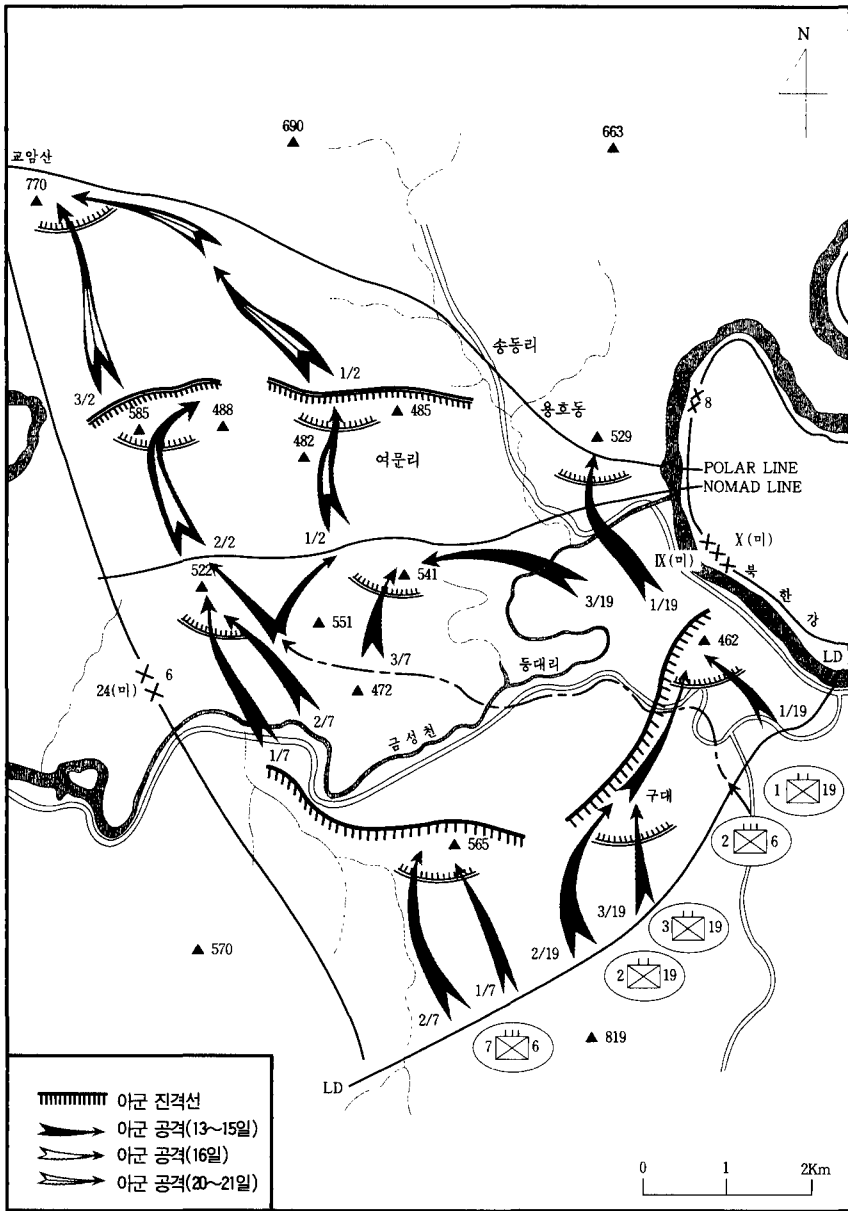 N
690
663
교암산
770
송동리
1/2
3/2
8
585
488
485
용호동
529
482
여문리
POLAR LINE
NOMAD LINE
2/2
1/2
X(미)
IX(미)
북
한
강
522
541
3/19
1/19
551
462
LD
3/7
등대리
6
24(미)
472
2/7
1/19
금성천
1/7
구대
1 19
2 6
565
3/19
3 19
570
2/19
2 19
1/7
2/7
819
7 6
LD
아군 진격선
아군 공격(13~15일)
아군 공격(16일)
아군 공격(20~21일)
0 1 2Km